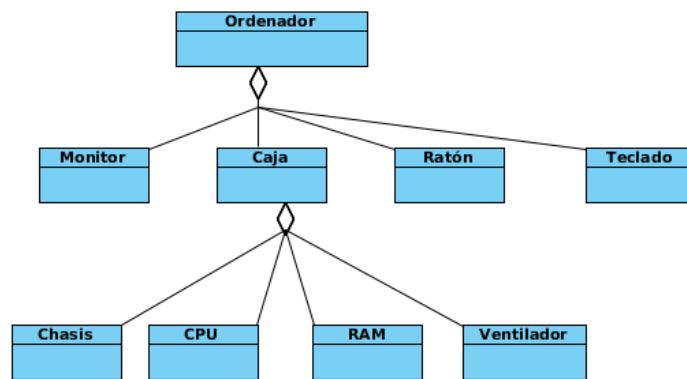 Ordenador
Monitor
Caja
Ratón
Teclado
Chasis
CPU
RAM
Ventilador